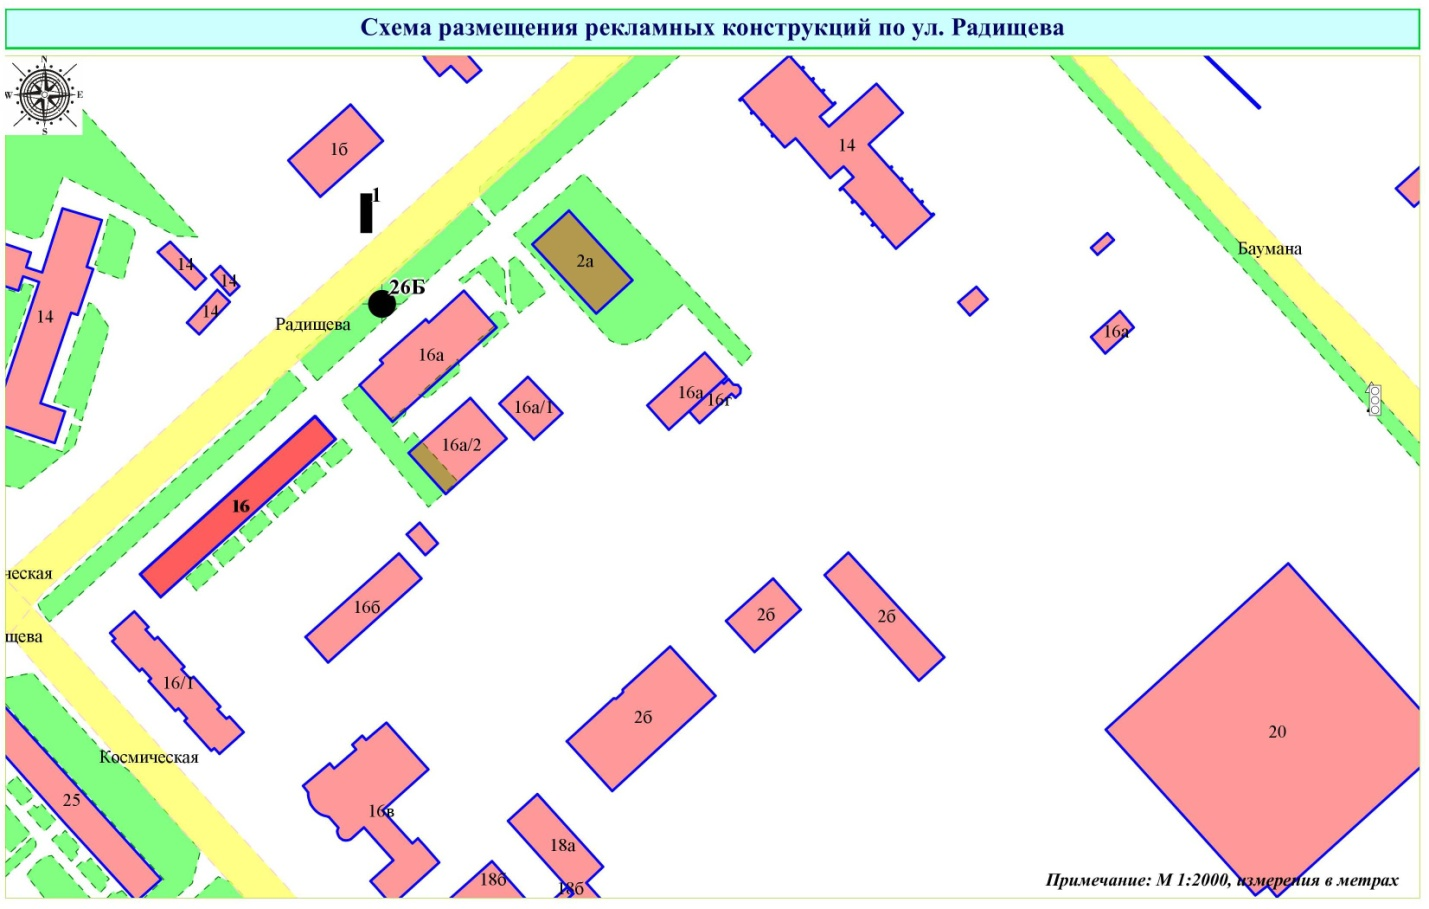 Схема размещения рекламных конструкций по ул. Радищева
N
W E
S
1б
14
1
Баумана
14
14
14
2а
26Б
14
Радищева
16а
16а
16а
16г
16а/1
16а/2
16
ческая
16б
2б
2б
щева
16/1
2б
20
Космическая
25
16в
18а
18б
18б
Примечание: М 1:2000, измерения в метрах